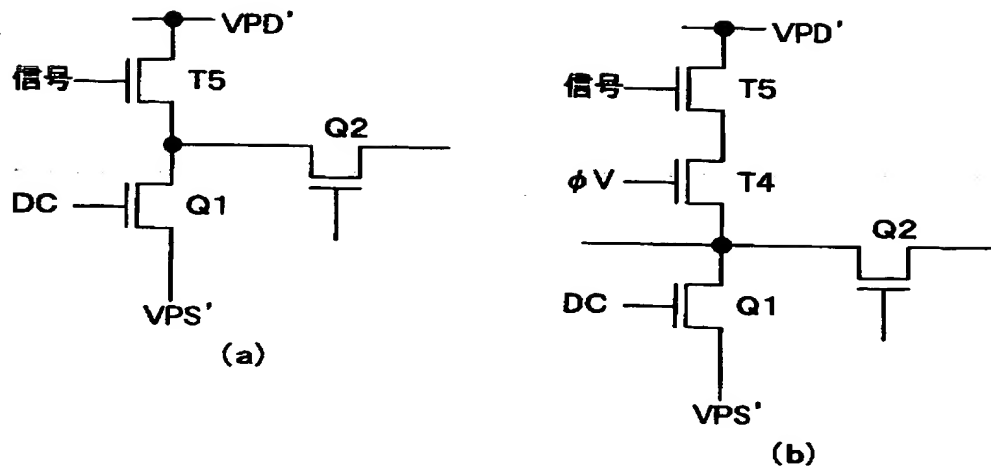 VPD'
信号
T5
Q2
DC
Q1
VPS'
(a)
VPD'
信号
T5
φV
T4
Q2
DC
Q1
VPS'
(b)